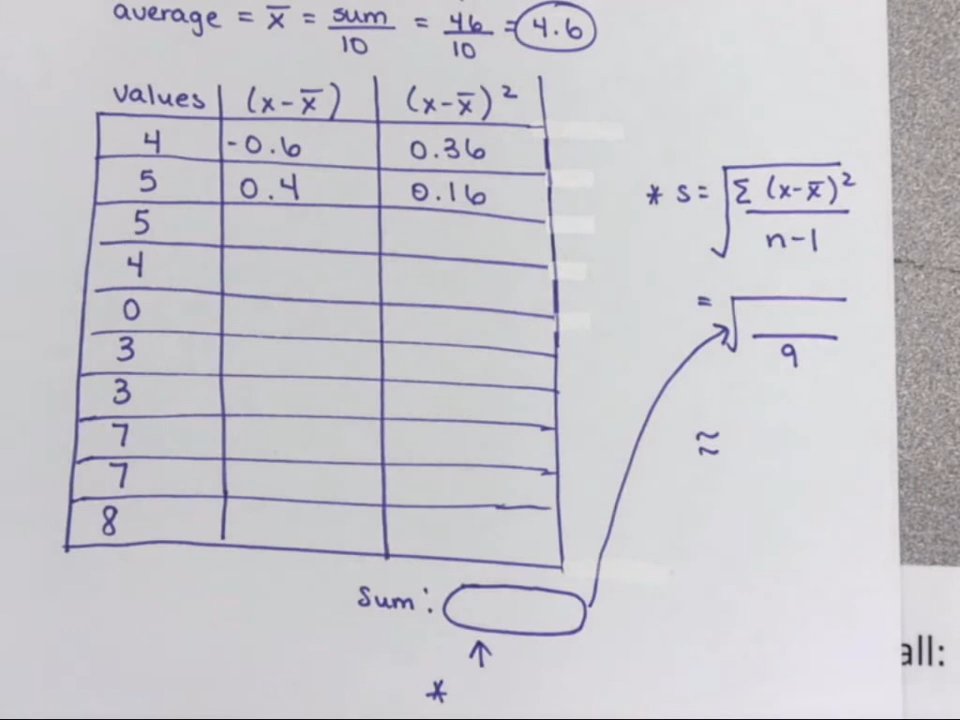 average = x̄ = sum/10 = 46/10 = 4.6
values (x-x̄) (x-x̄)²
4 -0.6 0.36
5 0.4 0.16
5
4
0
3
3
7
7
8
* s = √(Σ(x-x̄)²/n-1)
= √( /9)
≈
Sum:
*
all: